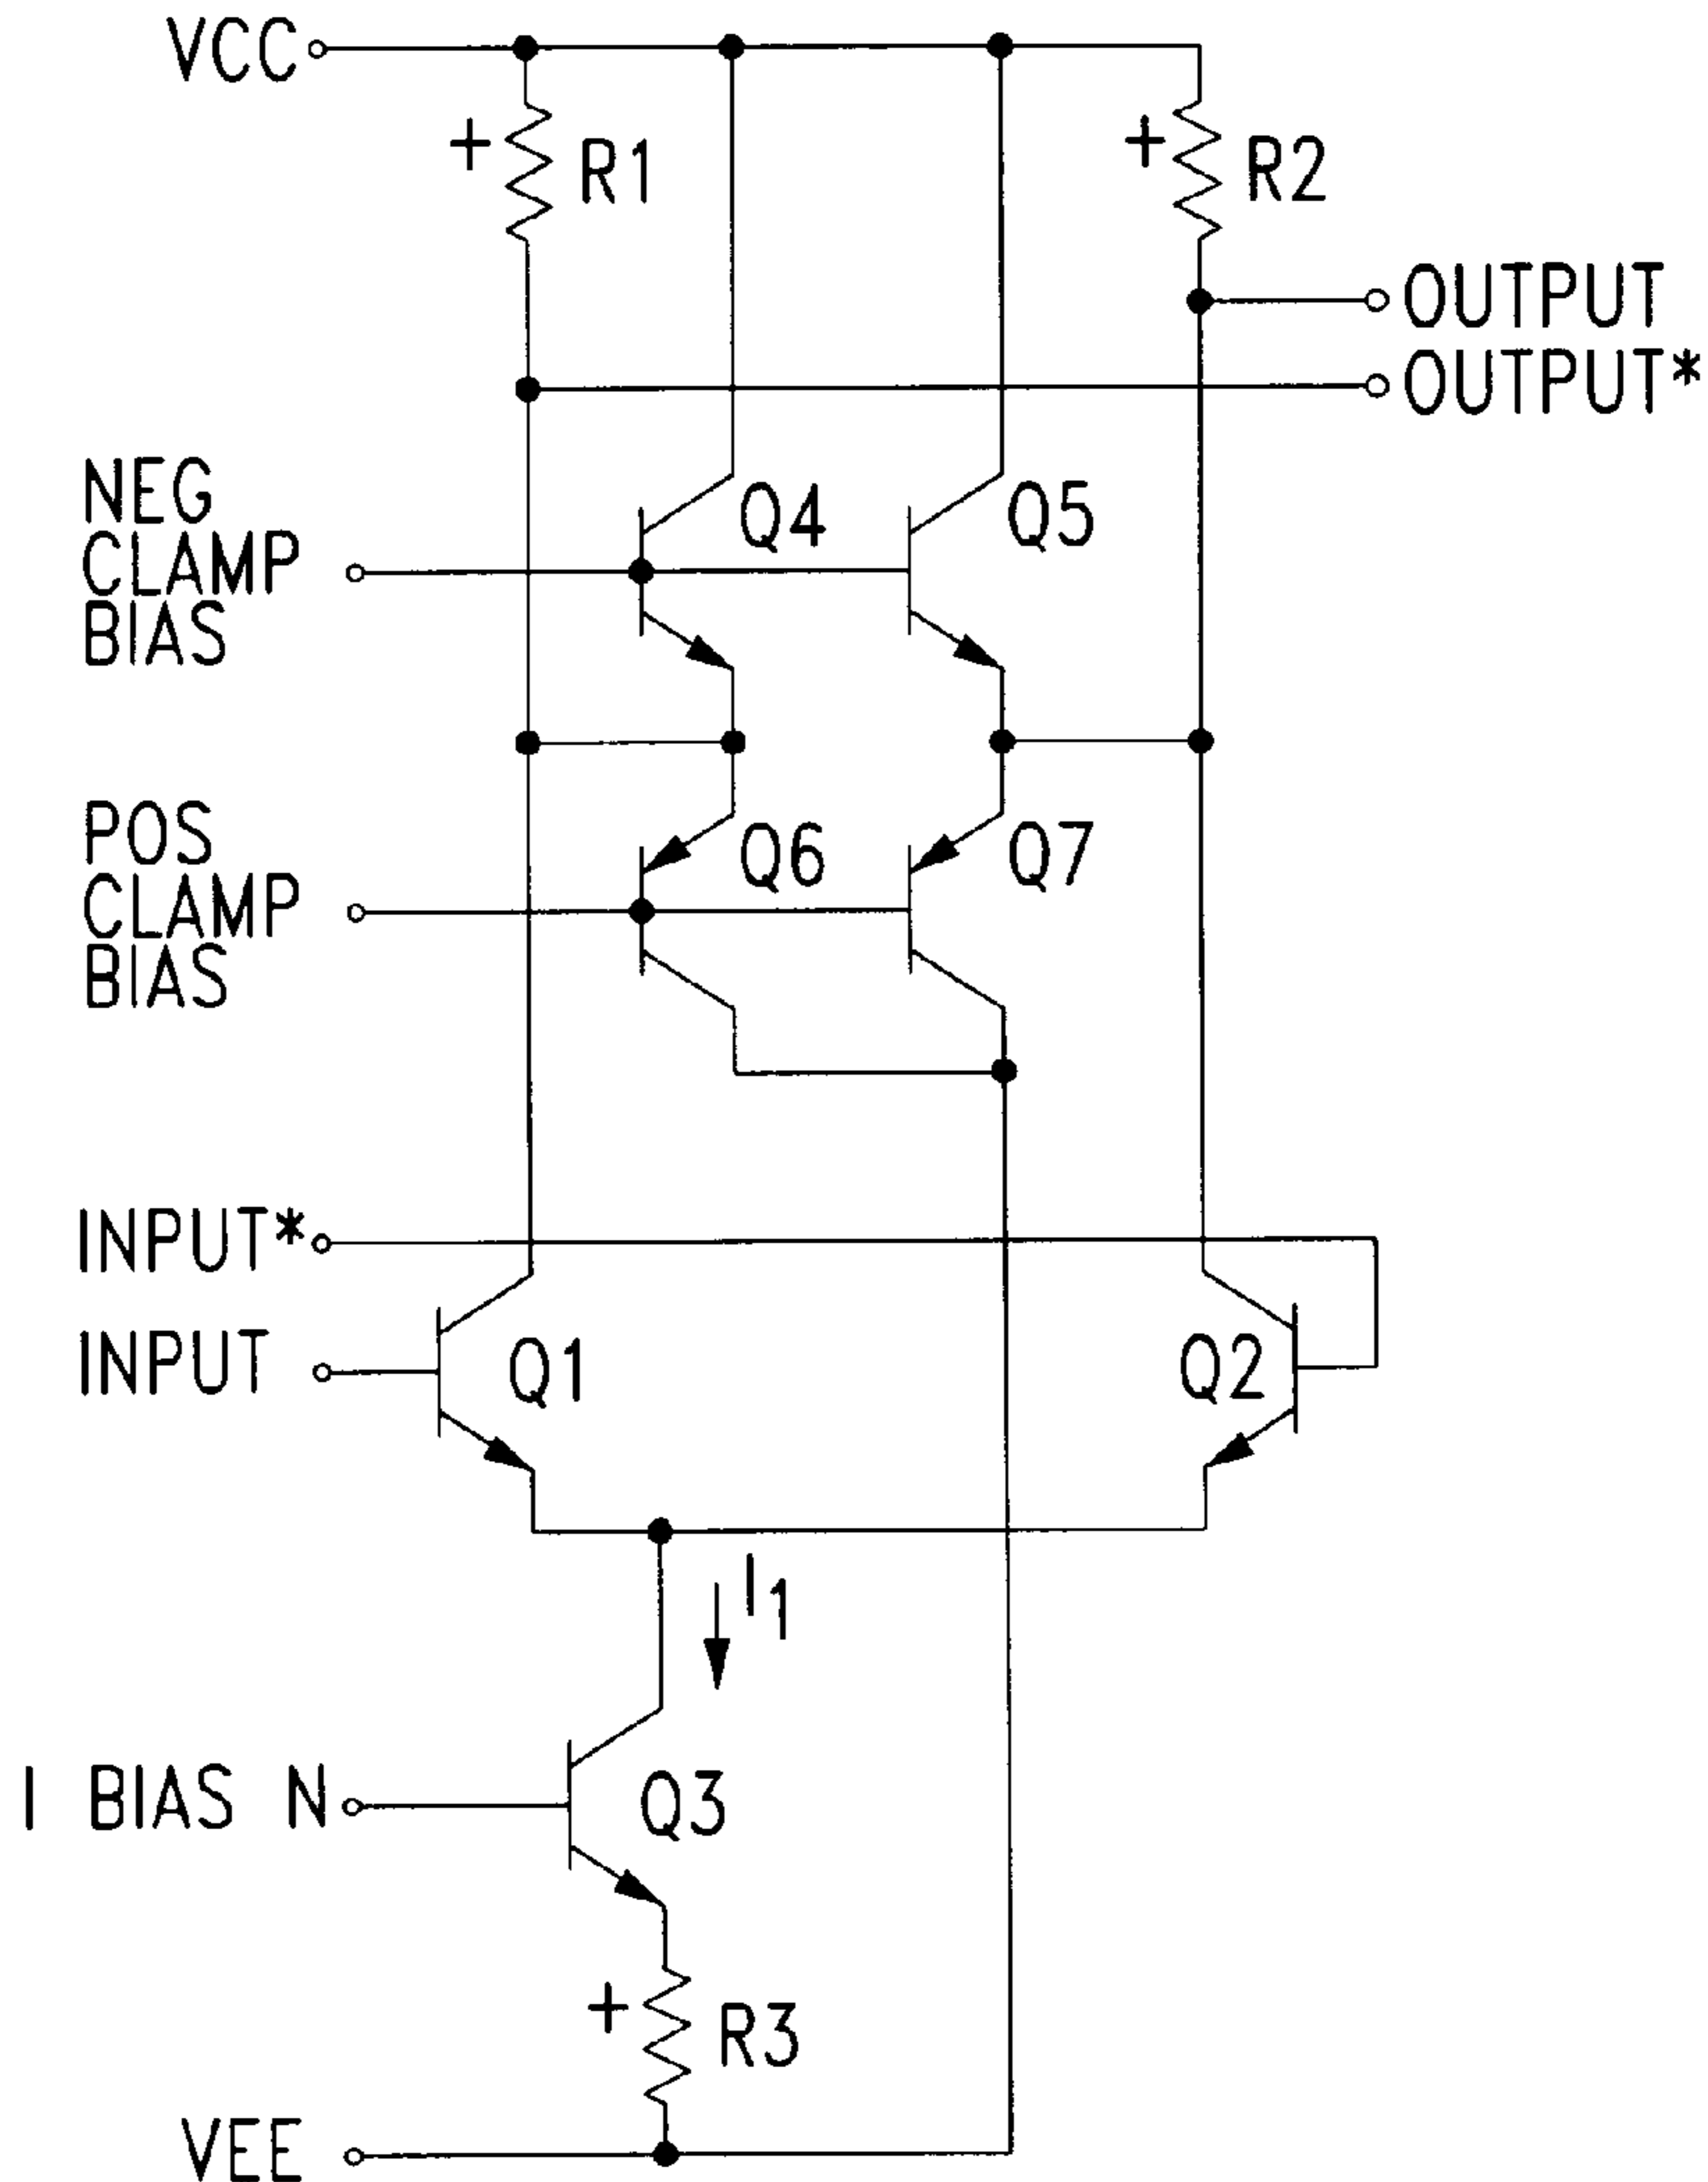 VCC
+ R1
+ R2
OUTPUT
OUTPUT*
NEG
CLAMP
BIAS
Q4
Q5
POS
CLAMP
BIAS
Q6
Q7
INPUT*
INPUT
Q1
Q2
I1
I BIAS N
Q3
+ R3
VEE